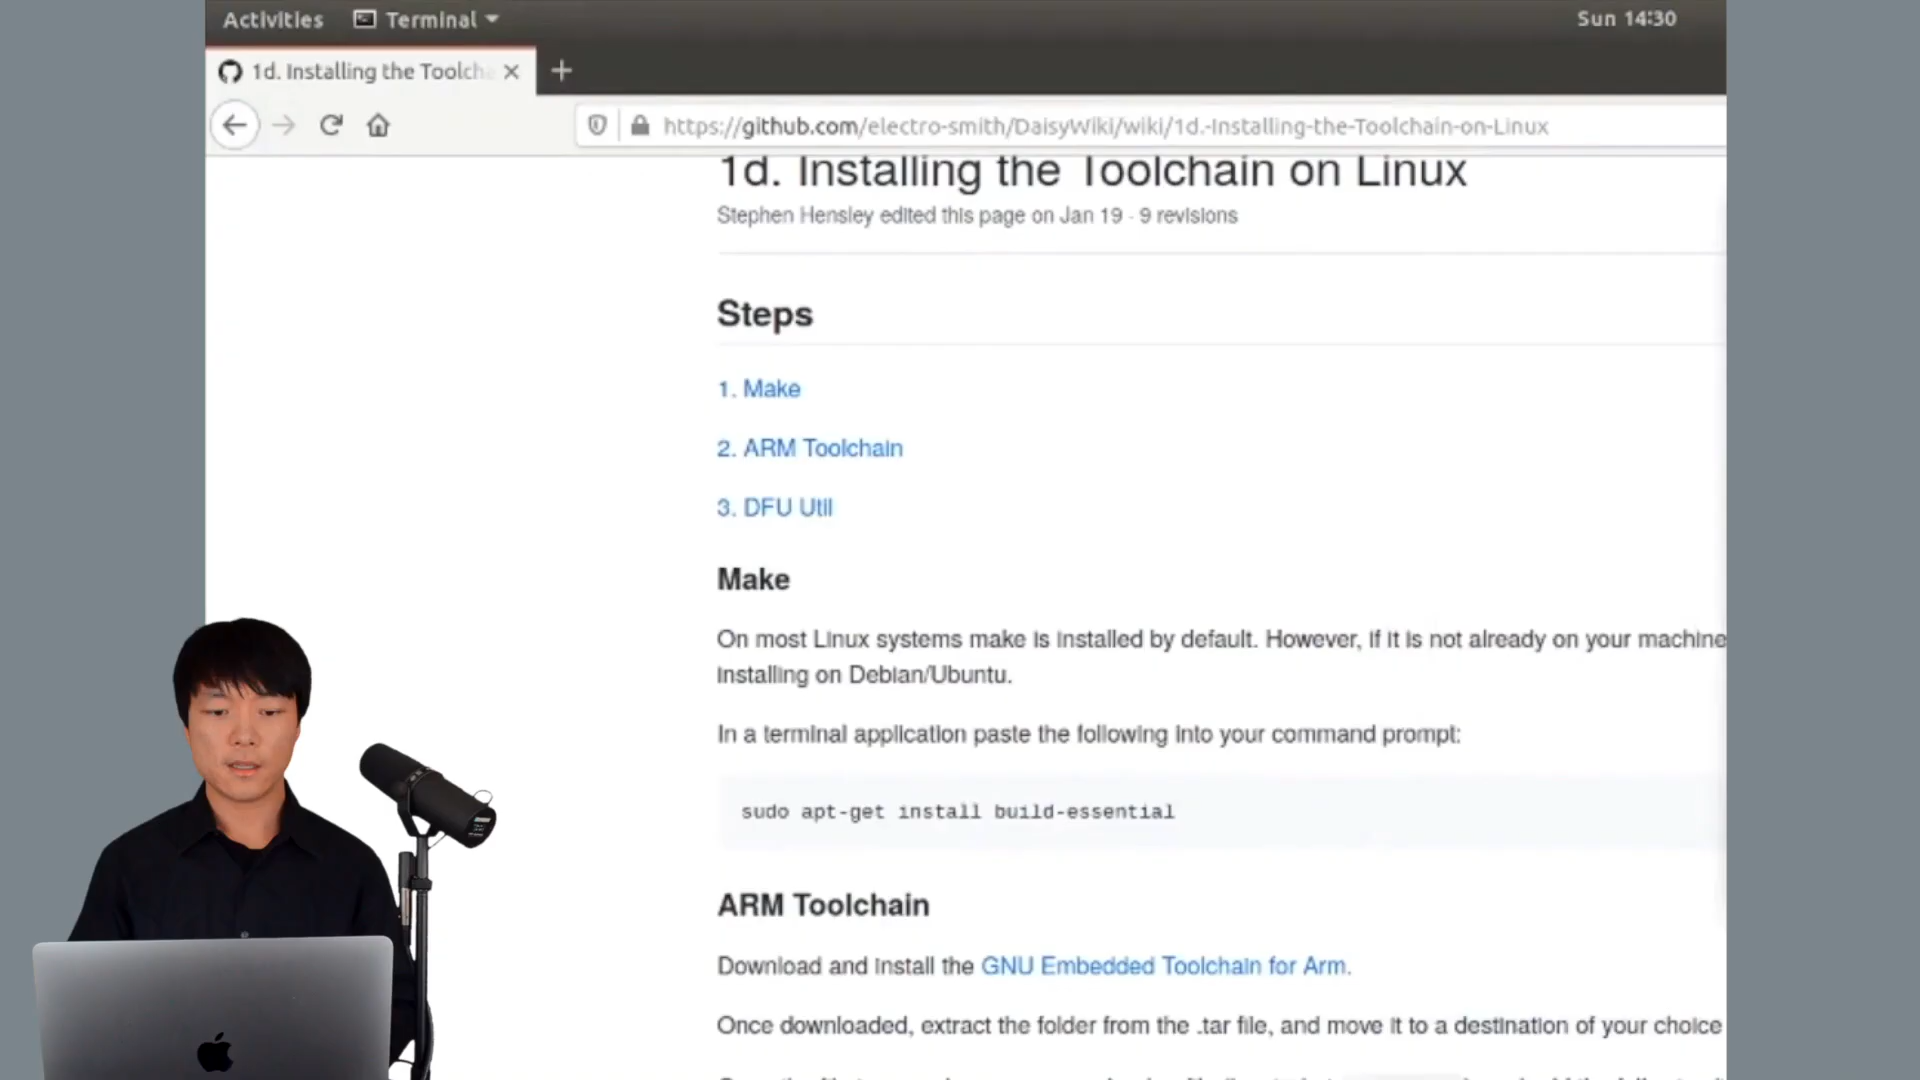 Activities Terminal Sun 14:30
1d. Installing the Toolcha
https://github.com/electro-smith/DaisyWiki/wiki/1d.-Installing-the-Toolchain-on-Linux
1d. Installing the Toolchain on Linux
Stephen Hensley edited this page on Jan 19 · 9 revisions
Steps
1. Make
2. ARM Toolchain
3. DFU Util
Make
On most Linux systems make is installed by default. However, if it is not already on your machine
installing on Debian/Ubuntu.
In a terminal application paste the following into your command prompt:
sudo apt-get install build-essential
ARM Toolchain
Download and install the GNU Embedded Toolchain for Arm.
Once downloaded, extract the folder from the .tar file, and move it to a destination of your choice